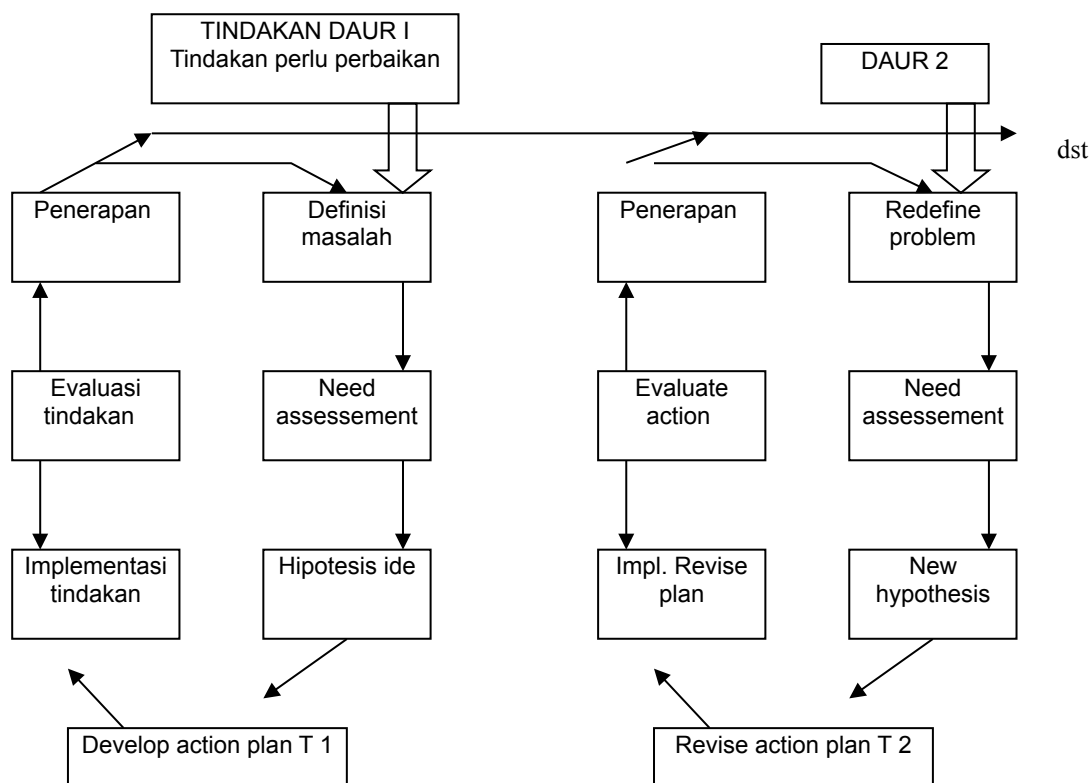 TINDAKAN DAUR I
Tindakan perlu perbaikan
DAUR 2
dst
Penerapan
Definisi
masalah
Penerapan
Redefine
problem
Evaluasi
tindakan
Need
assessement
Evaluate
action
Need
assessement
Implementasi
tindakan
Hipotesis ide
Impl. Revise
plan
New
hypothesis
Develop action plan T 1
Revise action plan T 2